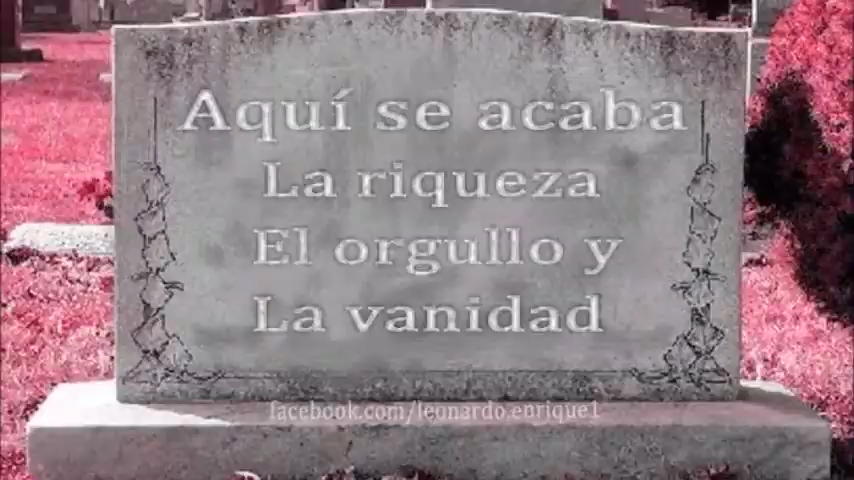 Aquí se acaba
La riqueza
El orgullo y
La vanidad
facebook.com/leonardo.enrique1